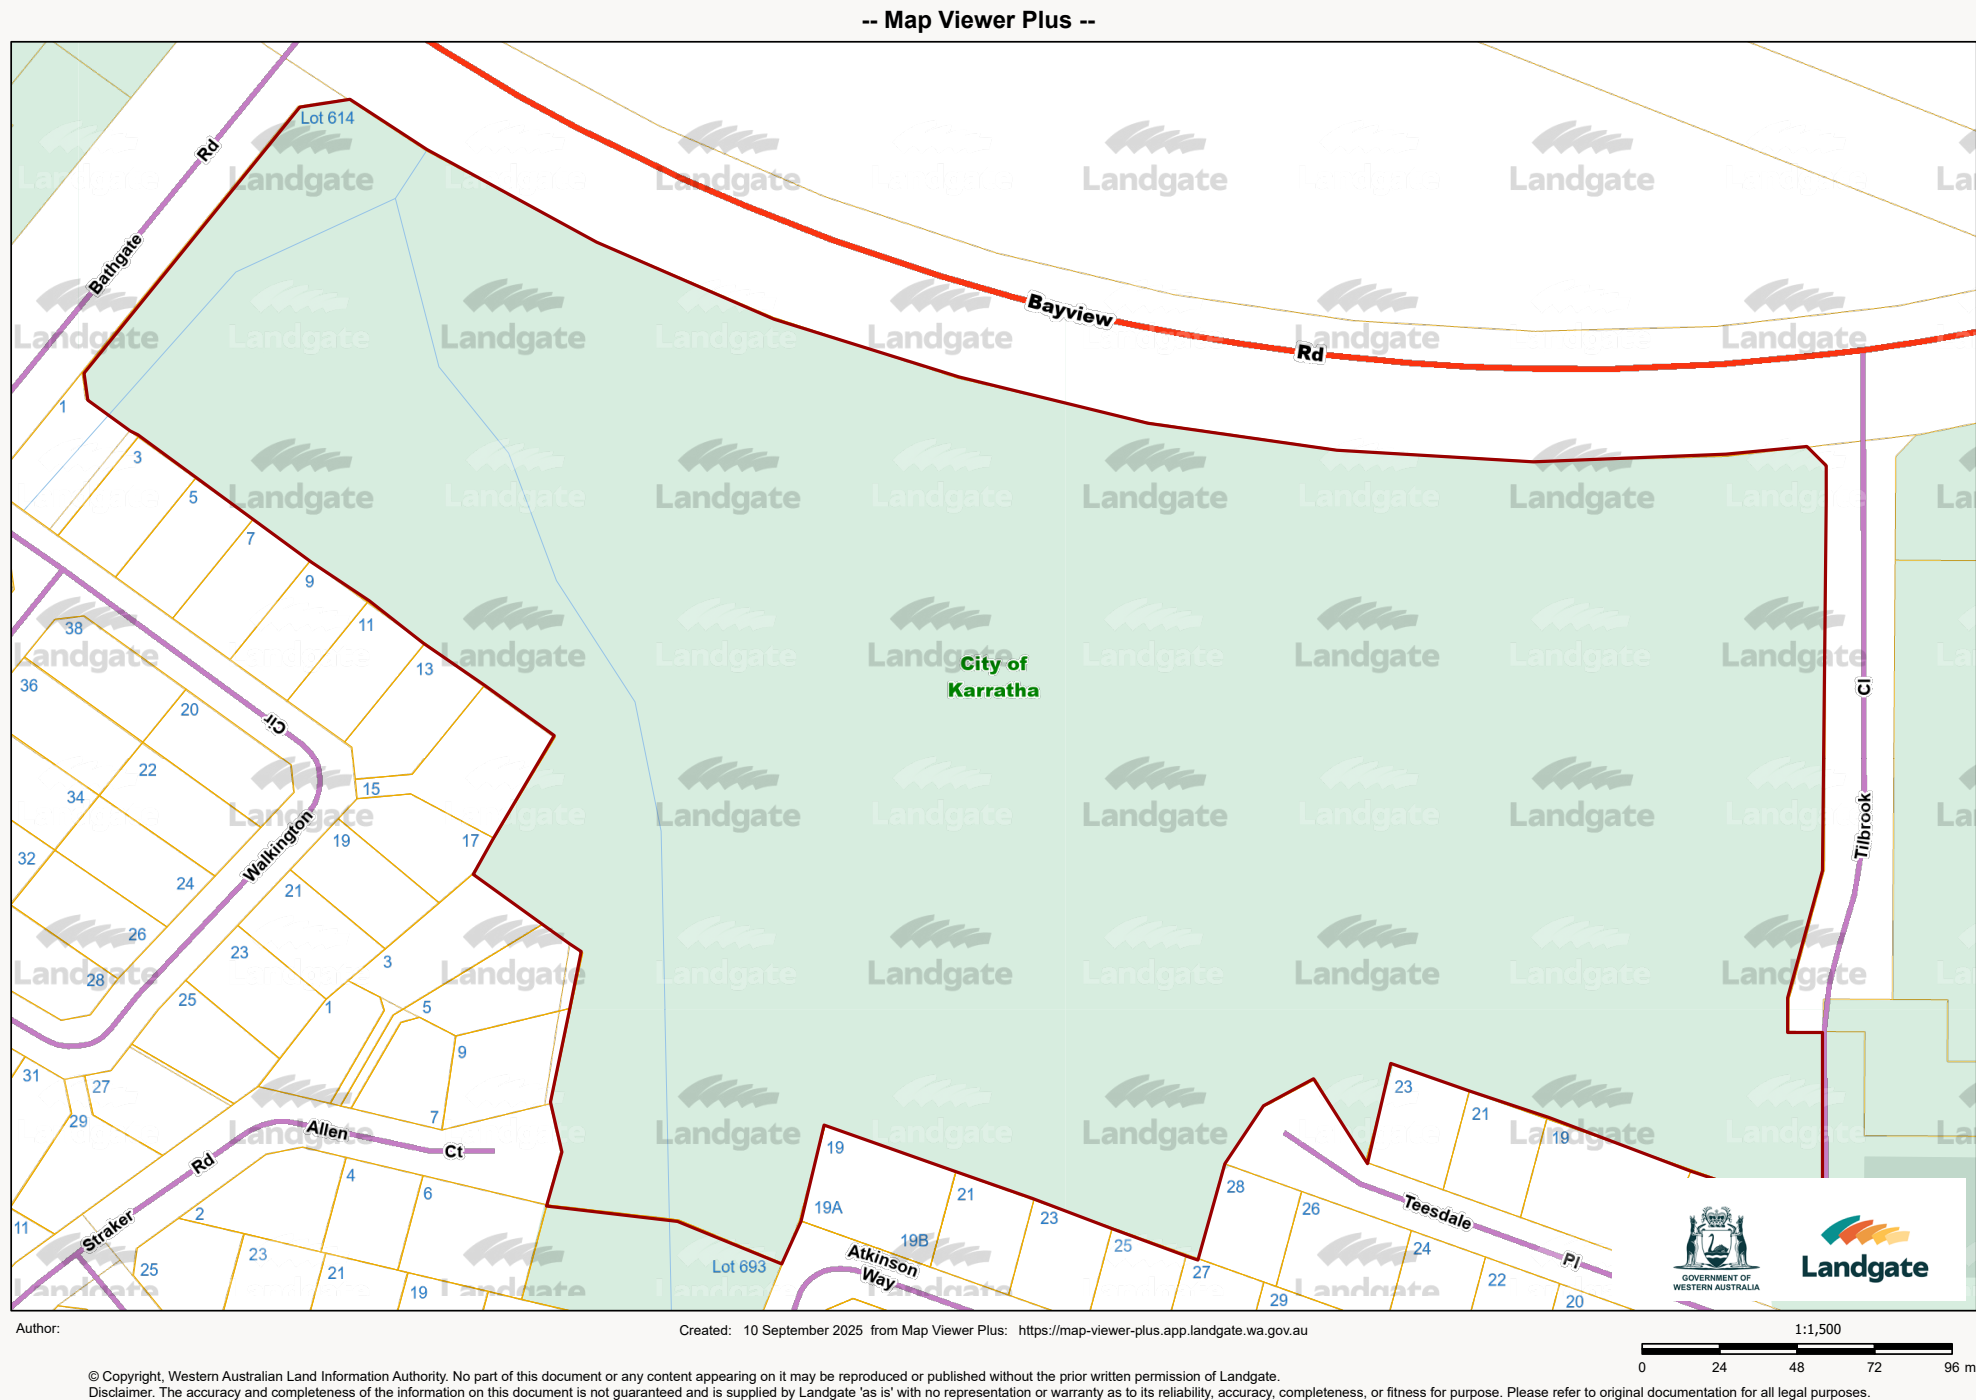 -- Map Viewer Plus --
Lot 614
Rd
Bathgate
Bayview
Rd
1
3
5
7
9
11
13
38
36
20
22
34
32
24
26
28
Cir
Walkington
15
17
19
21
23
25
3
1
5
9
7
31
27
29
11
Allen
Ct
Rd
Straker
4
6
2
25
23
21
19
City of
Karratha
Cl
Tilbrook
Lot 693
19
19A
19B
21
23
25
27
29
Atkinson
Way
28
26
24
22
20
23
21
19
Teesdale
Pl
Landgate
GOVERNMENT OF
WESTERN AUSTRALIA
Landgate
Author:
Created: 10 September 2025 from Map Viewer Plus: https://map-viewer-plus.app.landgate.wa.gov.au
1:1,500
0 24 48 72 96 m
© Copyright, Western Australian Land Information Authority. No part of this document or any content appearing on it may be reproduced or published without the prior written permission of Landgate.
Disclaimer. The accuracy and completeness of the information on this document is not guaranteed and is supplied by Landgate 'as is' with no representation or warranty as to its reliability, accuracy, completeness, or fitness for purpose. Please refer to original documentation for all legal purposes.